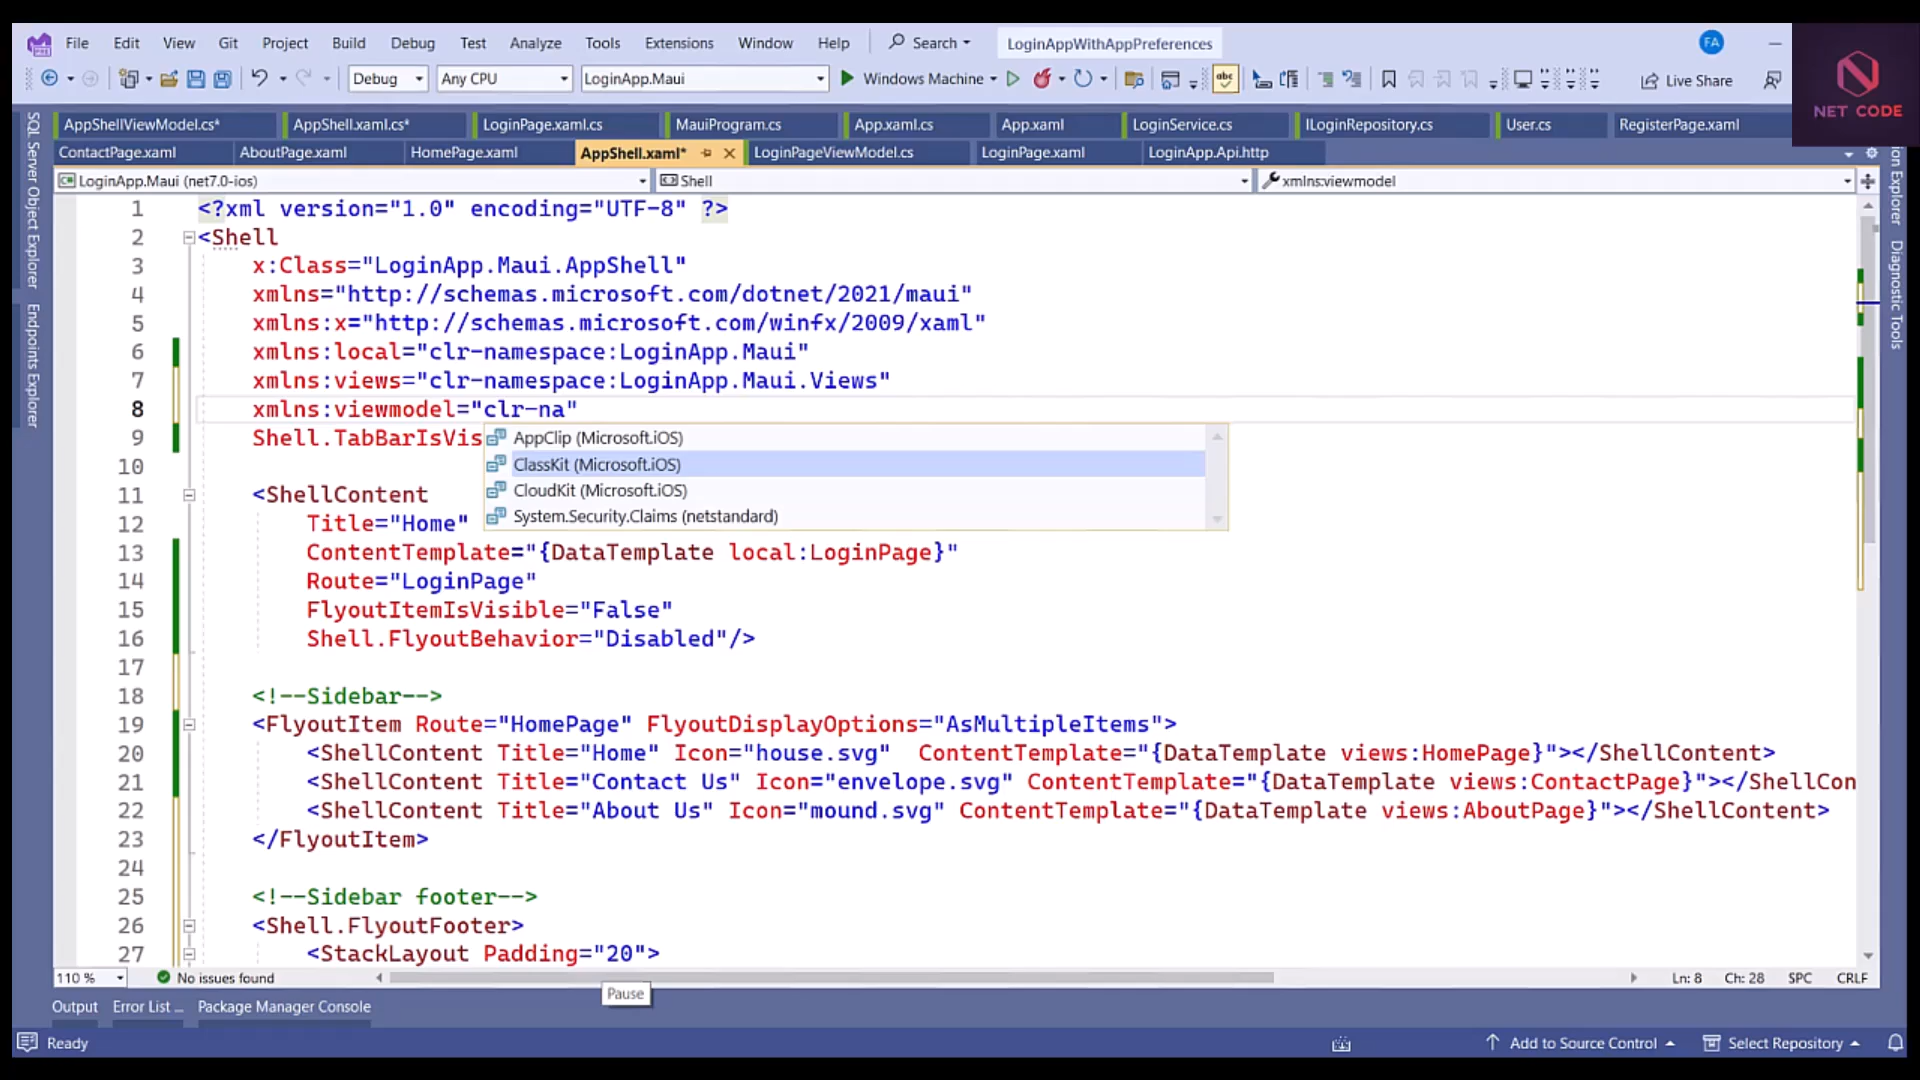 File Edit View Git Project Build Debug Test Analyze Tools Extensions Window Help Search LoginAppWithAppPreferences FA
Debug Any CPU LoginApp.Maui Windows Machine abc Live Share
NET CODE
SQL Server Object Explorer
Endpoints Explorer
AppShellViewModel.cs* AppShell.xaml.cs* LoginPage.xaml.cs MauiProgram.cs App.xaml.cs App.xaml LoginService.cs ILoginRepository.cs User.cs RegisterPage.xaml
ContactPage.xaml AboutPage.xaml HomePage.xaml AppShell.xaml* LoginPageViewModel.cs LoginPage.xaml LoginApp.Api.http
LoginApp.Maui (net7.0-ios) Shell xmlns:viewmodel
1 <?xml version="1.0" encoding="UTF-8" ?>
2 <Shell
3 x:Class="LoginApp.Maui.AppShell"
4 xmlns="http://schemas.microsoft.com/dotnet/2021/maui"
5 xmlns:x="http://schemas.microsoft.com/winfx/2009/xaml"
6 xmlns:local="clr-namespace:LoginApp.Maui"
7 xmlns:views="clr-namespace:LoginApp.Maui.Views"
8 xmlns:viewmodel="clr-na"
9 Shell.TabBarIsVis
AppClip (Microsoft.iOS)
ClassKit (Microsoft.iOS)
CloudKit (Microsoft.iOS)
System.Security.Claims (netstandard)
10
11 <ShellContent
12 Title="Home"
13 ContentTemplate="{DataTemplate local:LoginPage}"
14 Route="LoginPage"
15 FlyoutItemIsVisible="False"
16 Shell.FlyoutBehavior="Disabled"/>
17
18 <!--Sidebar-->
19 <FlyoutItem Route="HomePage" FlyoutDisplayOptions="AsMultipleItems">
20 <ShellContent Title="Home" Icon="house.svg" ContentTemplate="{DataTemplate views:HomePage}"></ShellContent>
21 <ShellContent Title="Contact Us" Icon="envelope.svg" ContentTemplate="{DataTemplate views:ContactPage}"></ShellCon
22 <ShellContent Title="About Us" Icon="mound.svg" ContentTemplate="{DataTemplate views:AboutPage}"></ShellContent>
23 </FlyoutItem>
24
25 <!--Sidebar footer-->
26 <Shell.FlyoutFooter>
27 <StackLayout Padding="20">
ion Explorer
Diagnostic Tools
110 % No issues found Ln: 8 Ch: 28 SPC CRLF
Pause
Output Error List ... Package Manager Console
Ready Add to Source Control Select Repository